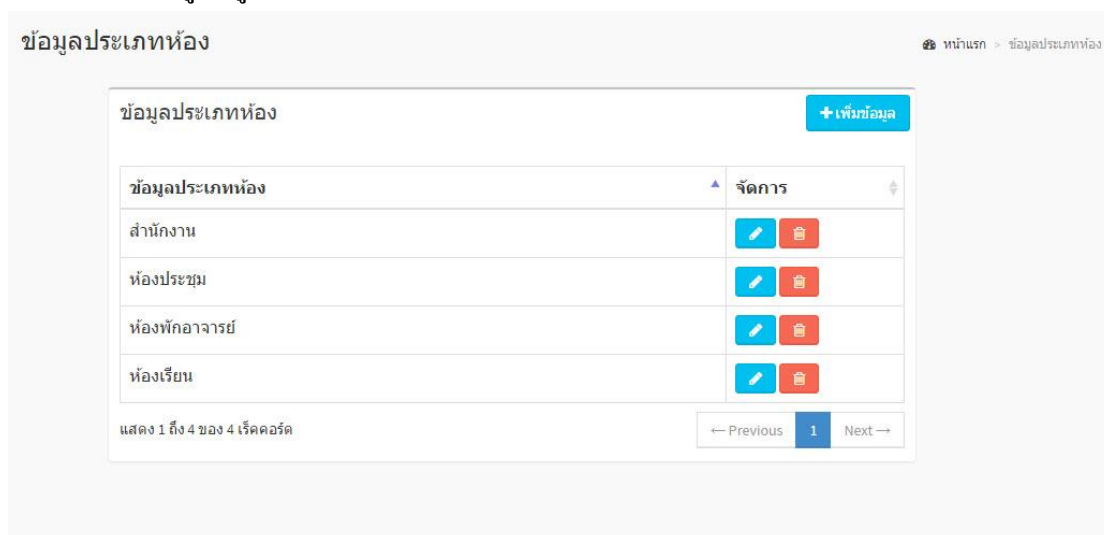 ข้อมูลประเภทห้อง
หน้าแรก > ข้อมูลประเภทห้อง
ข้อมูลประเภทห้อง
เพิ่มข้อมูล
ข้อมูลประเภทห้อง จัดการ
สำนักงาน
ห้องประชุม
ห้องพักอาจารย์
ห้องเรียน
แสดง 1 ถึง 4 ของ 4 เร็คคอร์ด
← Previous 1 Next →